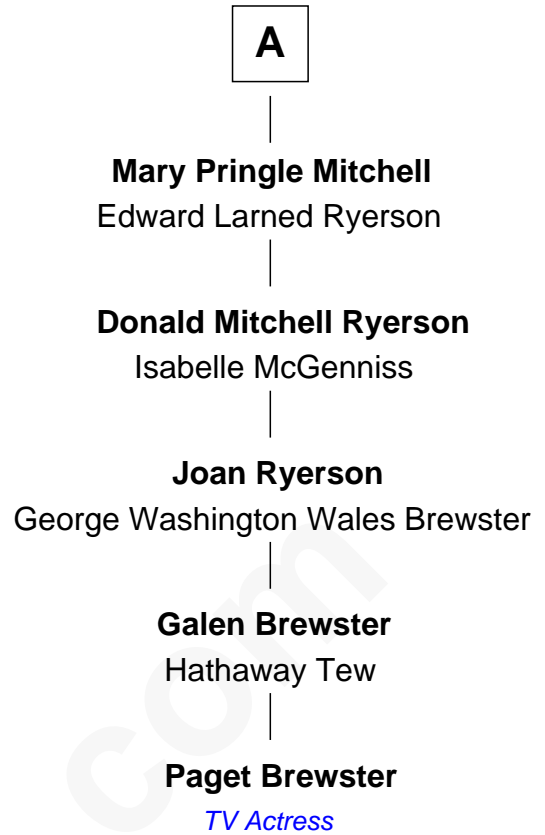 A
Mary Pringle Mitchell
Edward Larned Ryerson
Donald Mitchell Ryerson
Isabelle McGenniss
Joan Ryerson
George Washington Wales Brewster
Galen Brewster
Hathaway Tew
Paget Brewster
TV Actress
com